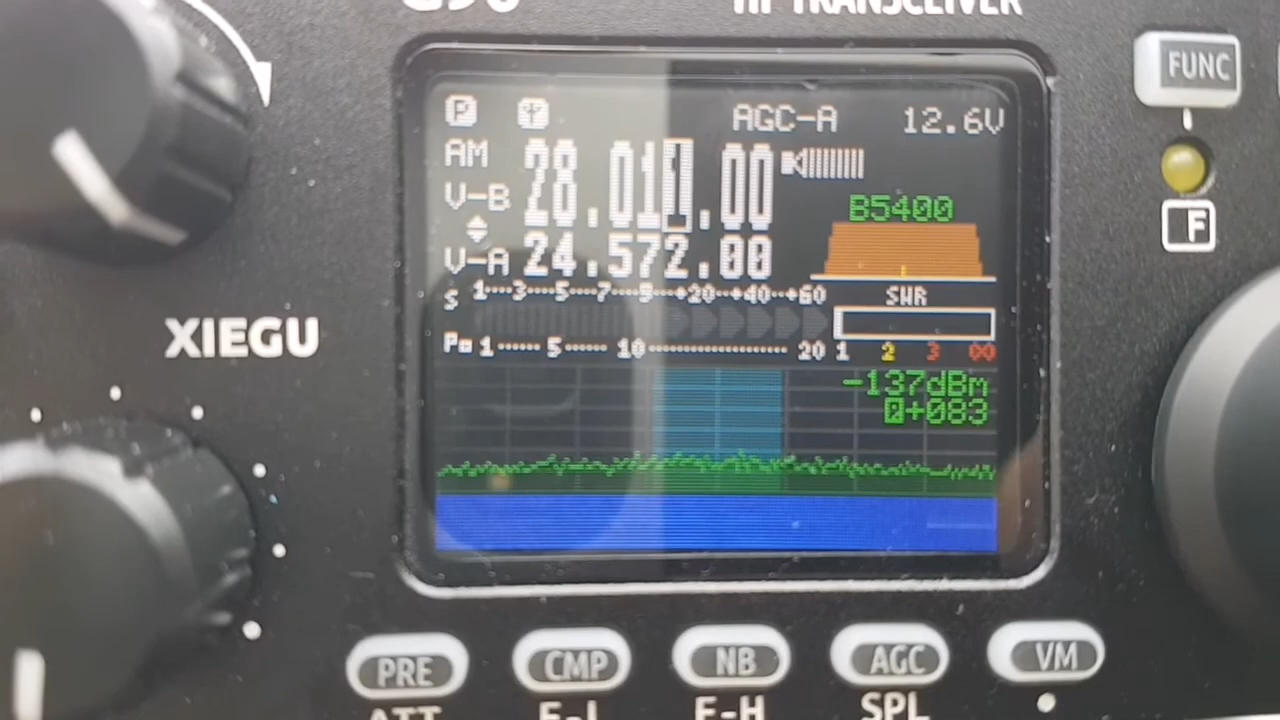 G90 HF TRANSCEIVER
FUNC
P AGC-A 12.6V
AM 28.010.00
V-B
B5400
V-A 24.572.00
F
S 1···3···5···7···9···+20··+40··+60 SWR
XIEGU
Po 1······5······10················20 1 2 3 ∞
-137dBm
0+083
PRE CMP NB AGC VM
ATT F-L F-H SPL